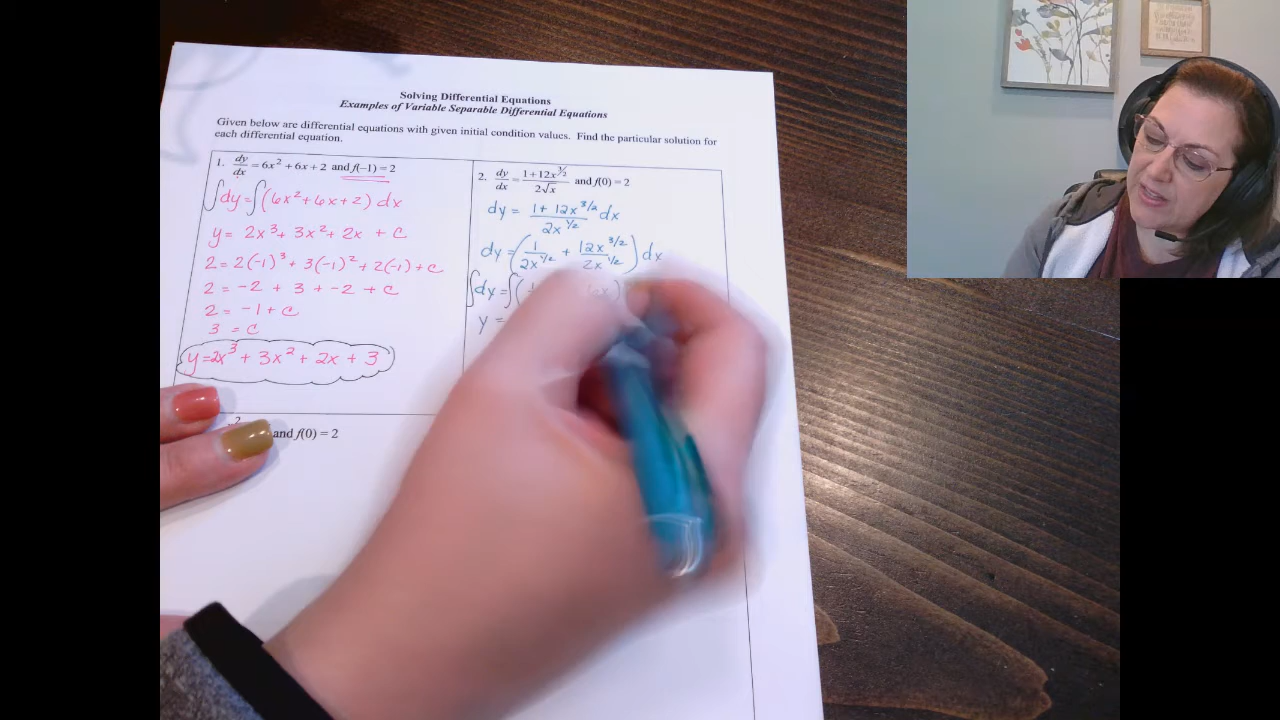 Solving Differential Equations
Examples of Variable Separable Differential Equations
Given below are differential equations with given initial condition values. Find the particular solution for
each differential equation.
1. dy/dx = 6x² + 6x + 2 and f(−1) = 2
∫dy = ∫(6x² + 6x + 2) dx
y = 2x³ + 3x² + 2x + C
2 = 2(-1)³ + 3(-1)² + 2(-1) + C
2 = -2 + 3 + -2 + C
2 = -1 + C
3 = C
y = 2x³ + 3x² + 2x + 3
2. dy/dx = (1+12x^(3/2))/(2√x) and f(0) = 2
dy = (1 + 12x^(3/2))/(2x^(1/2)) dx
dy = (1/(2x^(1/2)) + 12x^(3/2)/(2x^(1/2))) dx
∫dy = ∫(
y =
and f(0) = 2